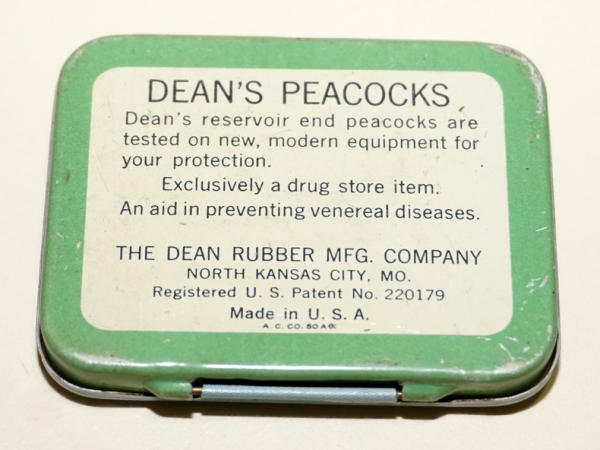 DEAN'S PEACOCKS
Dean's reservoir end peacocks are
tested on new, modern equipment for
your protection.
Exclusively a drug store item.
An aid in preventing venereal diseases.
THE DEAN RUBBER MFG. COMPANY
NORTH KANSAS CITY, MO.
Registered U. S. Patent No. 220179
Made in U. S. A.
A. C. CO.